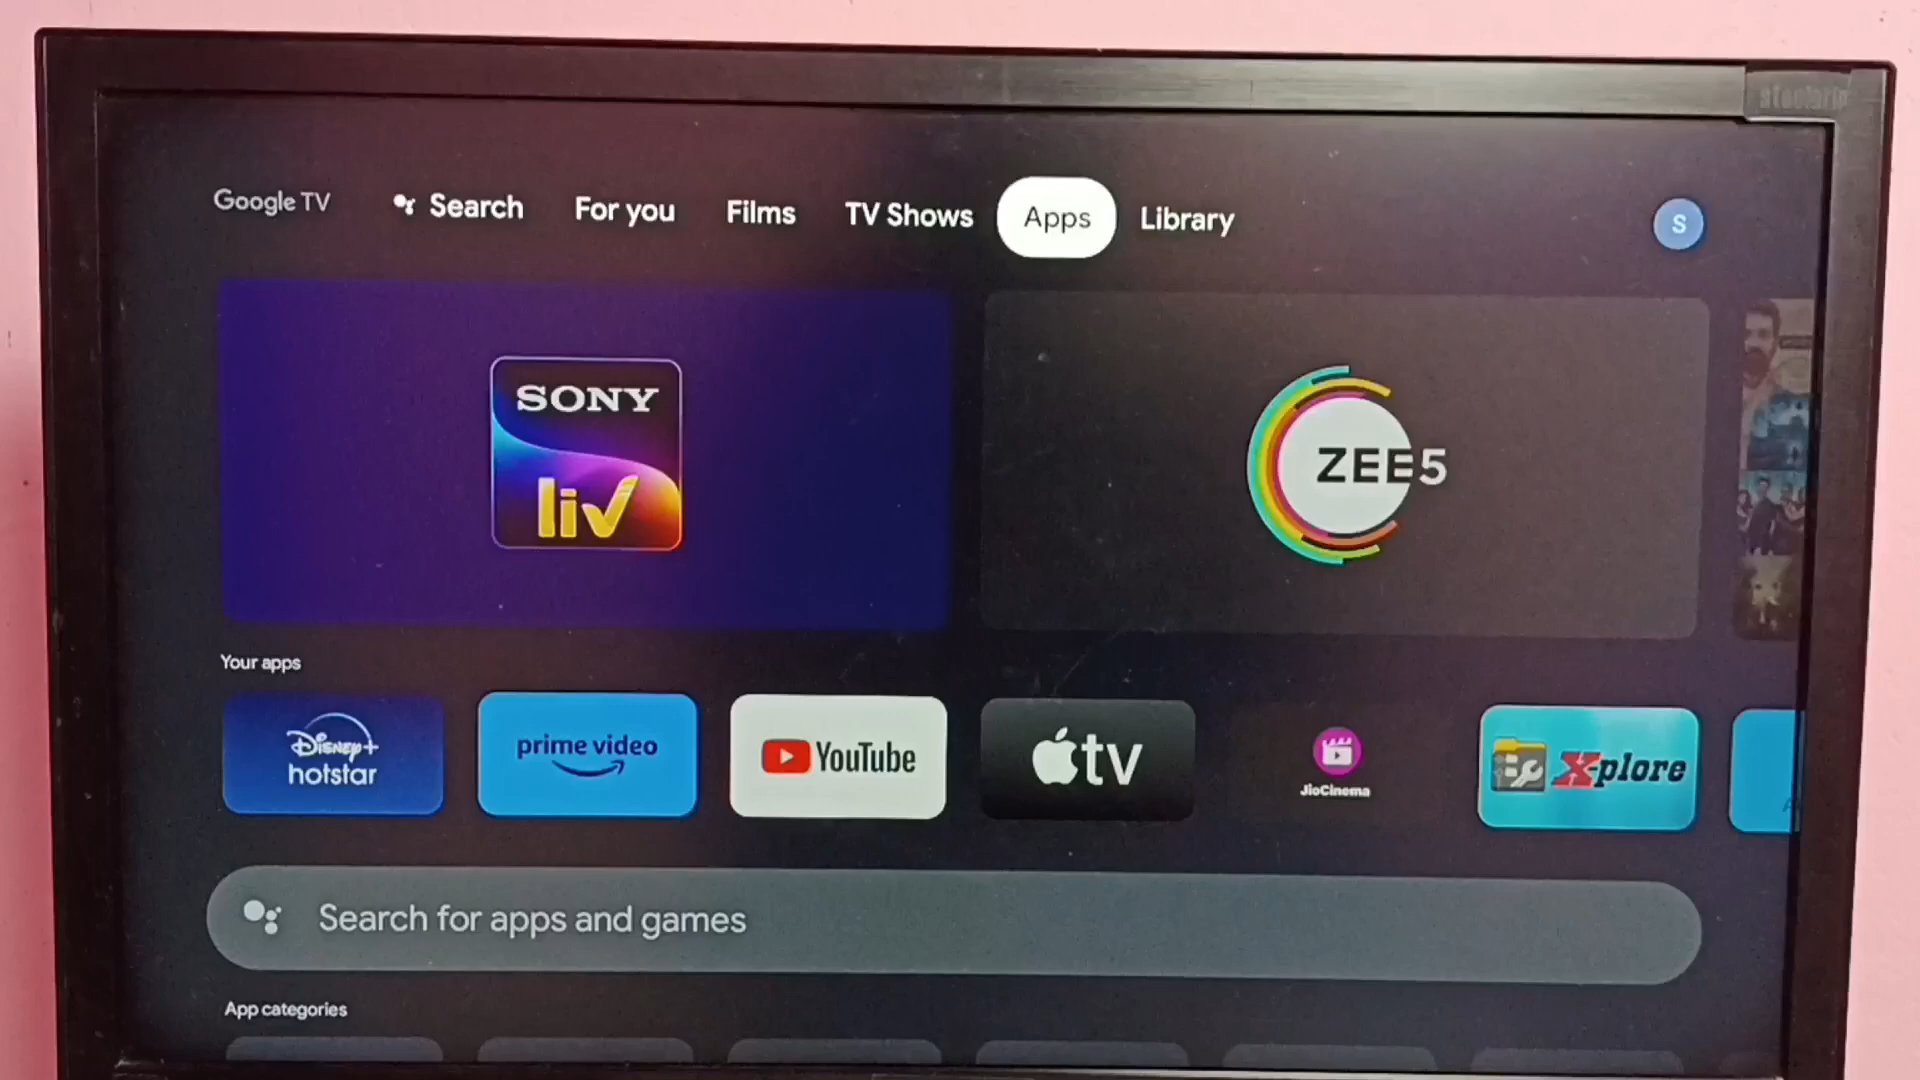 Google TV Search For you Films TV Shows Apps Library S
SONY
liv
ZEE5
Your apps
Disney+
hotstar
prime video
YouTube
tv
JioCinema
X-plore
Search for apps and games
App categories